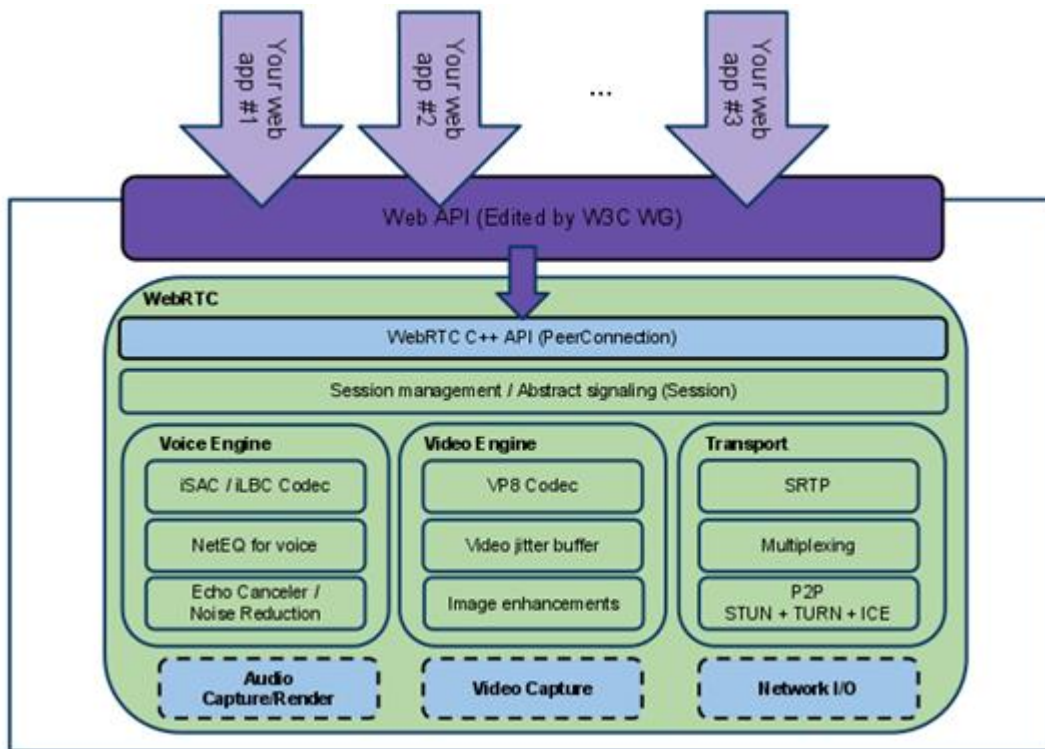 Your web
app #1
Your web
app #2
...
Your web
app #3
Web API (Edited by W3C WG)
WebRTC
WebRTC C++ API (PeerConnection)
Session management / Abstract signaling (Session)
Voice Engine
iSAC / iLBC Codec
NetEQ for voice
Echo Canceler /
Noise Reduction
Video Engine
VP8 Codec
Video jitter buffer
Image enhancements
Transport
SRTP
Multiplexing
P2P
STUN + TURN + ICE
Audio
Capture/Render
Video Capture
Network I/O